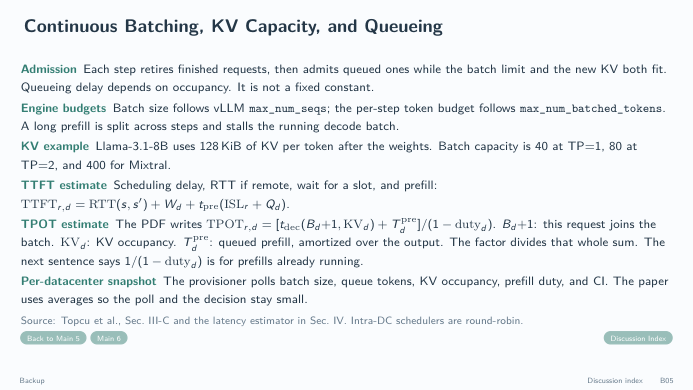 Continuous Batching, KV Capacity, and Queueing
Admission Each step retires finished requests, then admits queued ones while the batch limit and the new KV both fit.
Queueing delay depends on occupancy. It is not a fixed constant.
Engine budgets Batch size follows vLLM max_num_seqs; the per-step token budget follows max_num_batched_tokens.
A long prefill is split across steps and stalls the running decode batch.
KV example Llama-3.1-8B uses 128 KiB of KV per token after the weights. Batch capacity is 40 at TP=1, 80 at
TP=2, and 400 for Mixtral.
TTFT estimate Scheduling delay, RTT if remote, wait for a slot, and prefill:
TTFT_{r,d} = RTT(s, s′) + W_d + t_pre(ISL_r + Q_d).
TPOT estimate The PDF writes TPOT_{r,d} = [t_dec(B_d+1, KV_d) + T_d^pre]/(1 − duty_d). B_d+1: this request joins the
batch. KV_d: KV occupancy. T_d^pre: queued prefill, amortized over the output. The factor divides that whole sum. The
next sentence says 1/(1 − duty_d) is for prefills already running.
Per-datacenter snapshot The provisioner polls batch size, queue tokens, KV occupancy, prefill duty, and CI. The paper
uses averages so the poll and the decision stay small.
Source: Topcu et al., Sec. III-C and the latency estimator in Sec. IV. Intra-DC schedulers are round-robin.
Back to Main 5 Main 6 Discussion Index
Backup Discussion index B05